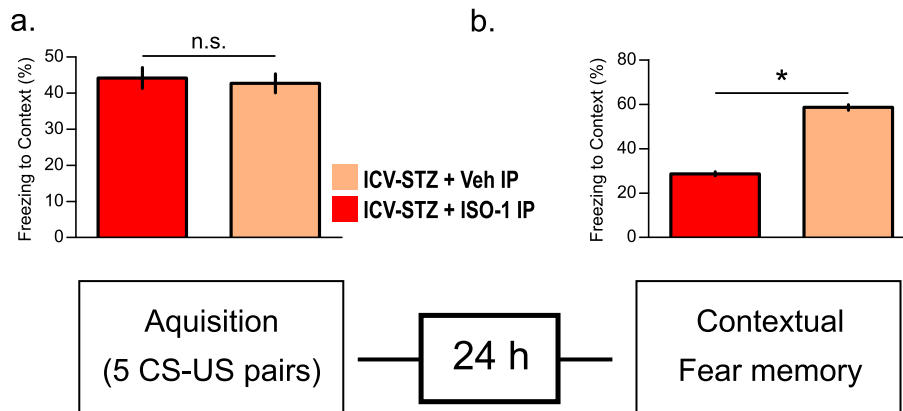 a.
n.s.
Freezing to Context (%)
50
40
30
20
10
0
b.
*
Freezing to Context (%)
80
60
40
20
0
ICV-STZ + Veh IP
ICV-STZ + ISO-1 IP
Aquisition
(5 CS-US pairs)
24 h
Contextual
Fear memory